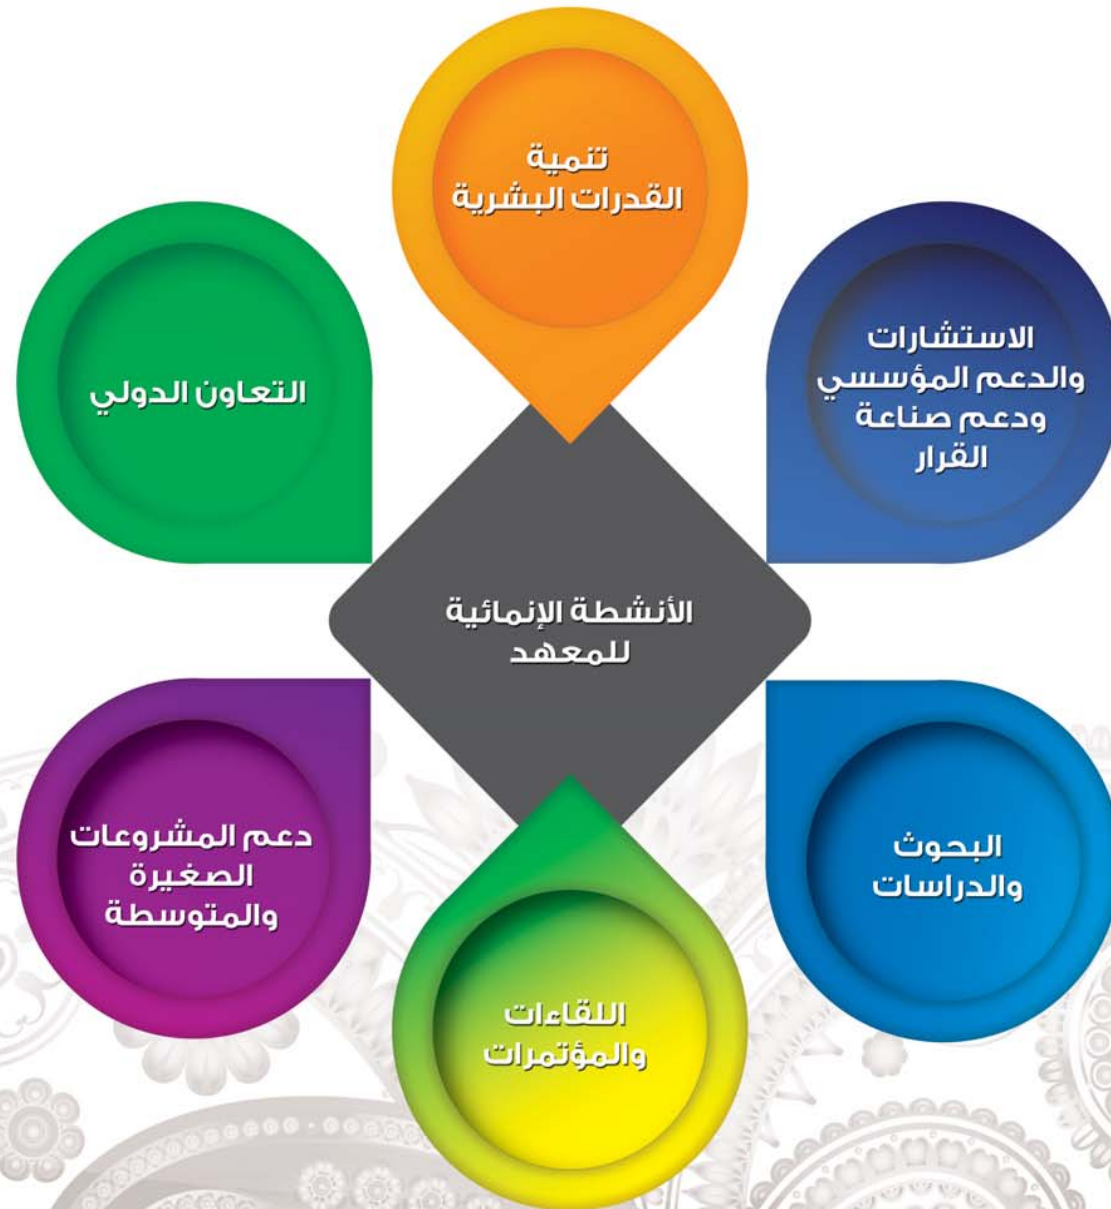 تنمية
القدرات البشرية
الاستشارات
والدعم المؤسسي
ودعم صناعة
القرار
التعاون الدولي
الأنشطة الإنمائية
للمعهد
البحوث
والدراسات
دعم المشروعات
الصغيرة
والمتوسطة
اللقاءات
والمؤتمرات